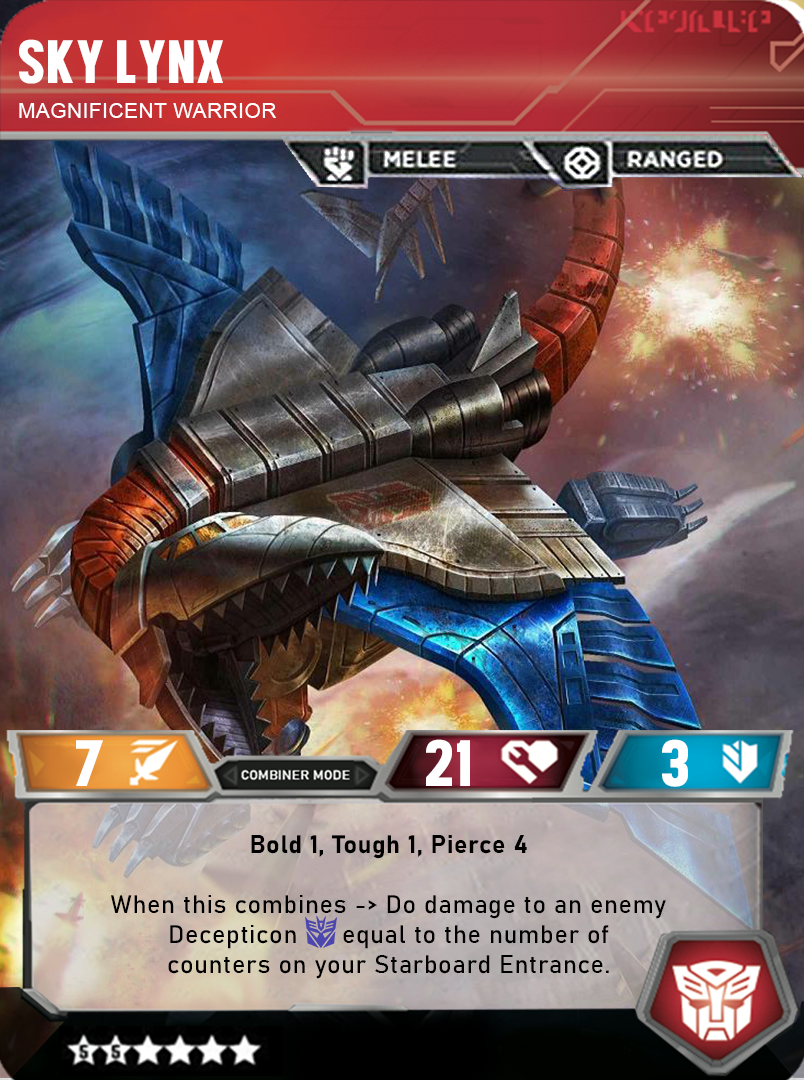 SKY LYNX
MAGNIFICENT WARRIOR
MELEE
RANGED
7
COMBINER MODE
21
3
Bold 1, Tough 1, Pierce 4
When this combines -> Do damage to an enemy
Decepticon equal to the number of
counters on your Starboard Entrance.
S S